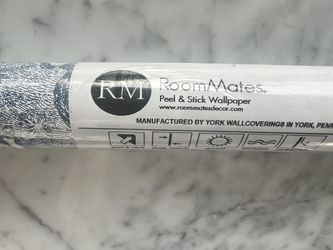 RM
RoomMates
Peel & Stick Wallpaper
www.roommatesdecor.com
MANUFACTURED BY YORK WALLCOVERINGS IN YORK, PENN